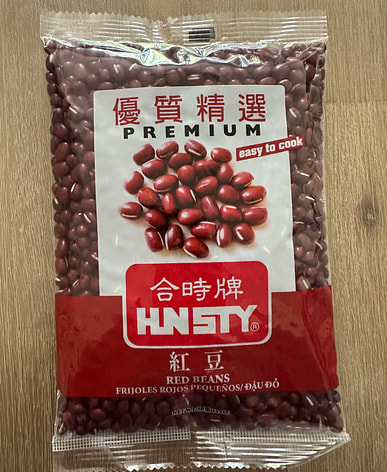 優質精選
PREMIUM
easy to cook
合時牌
HNSTY®
紅豆
RED BEANS
FRIJOLES ROJOS PEQUEÑOS/ĐẬU ĐỎ